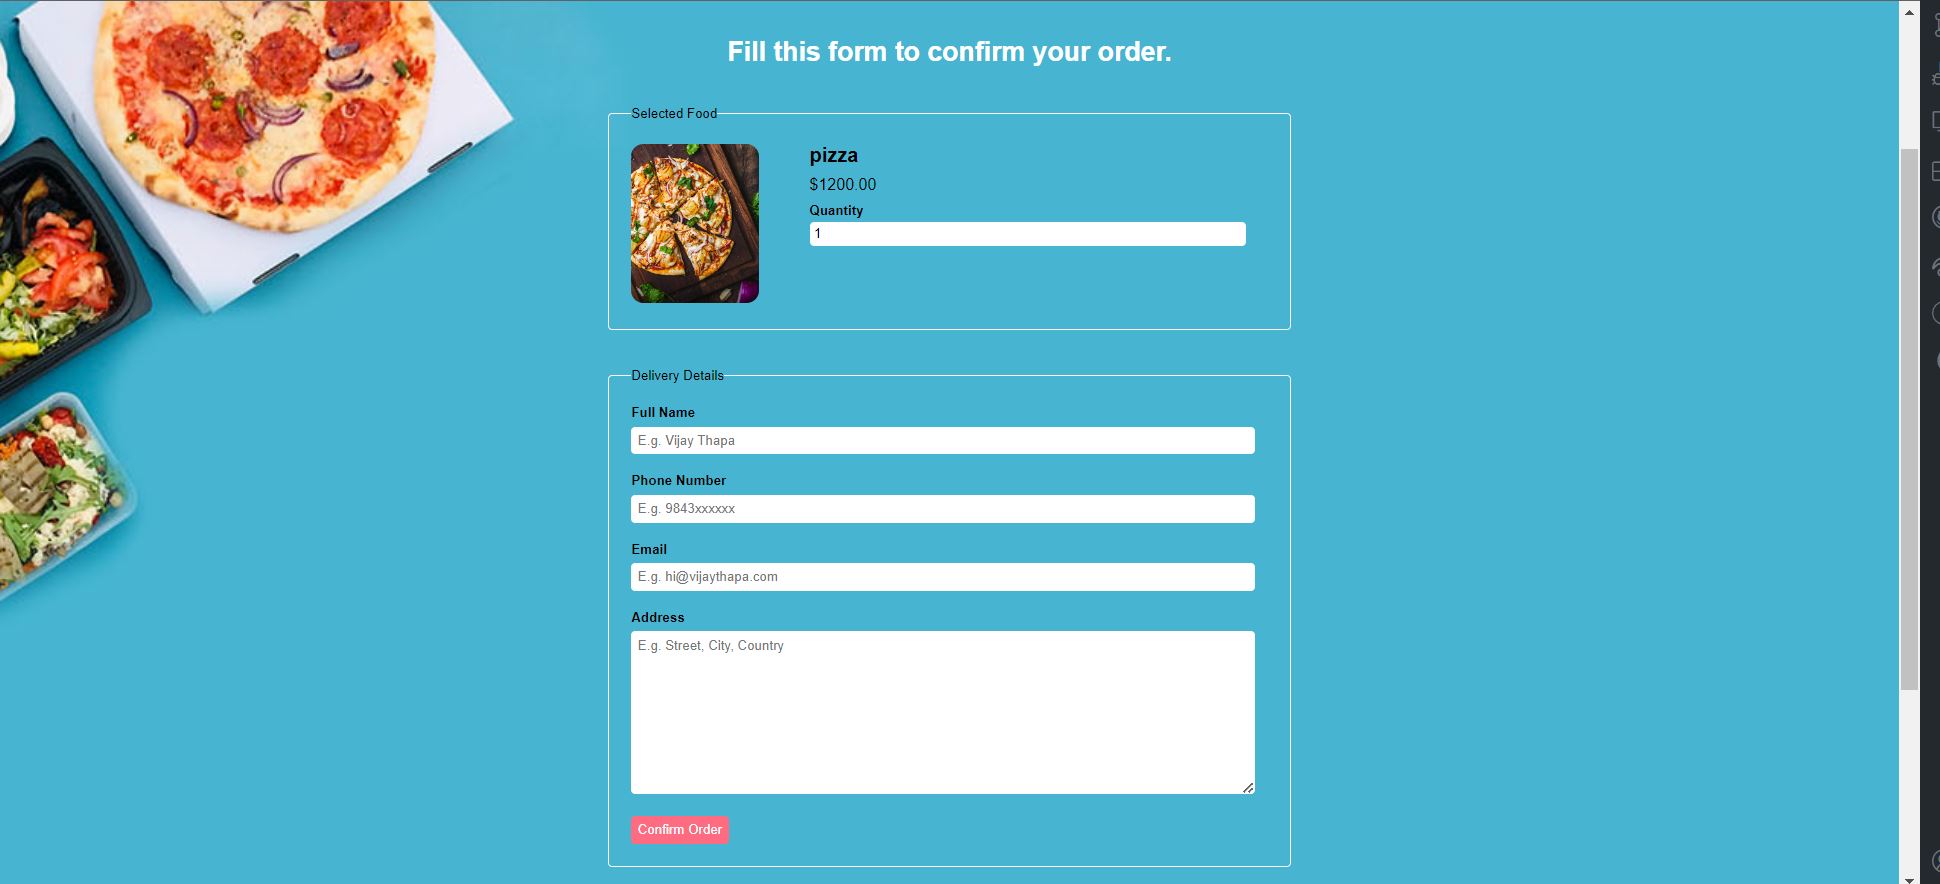 Fill this form to confirm your order.
Selected Food
pizza
$1200.00
Quantity
1
Delivery Details
Full Name
E.g. Vijay Thapa
Phone Number
E.g. 9843xxxxxx
Email
E.g. hi@vijaythapa.com
Address
E.g. Street, City, Country
Confirm Order